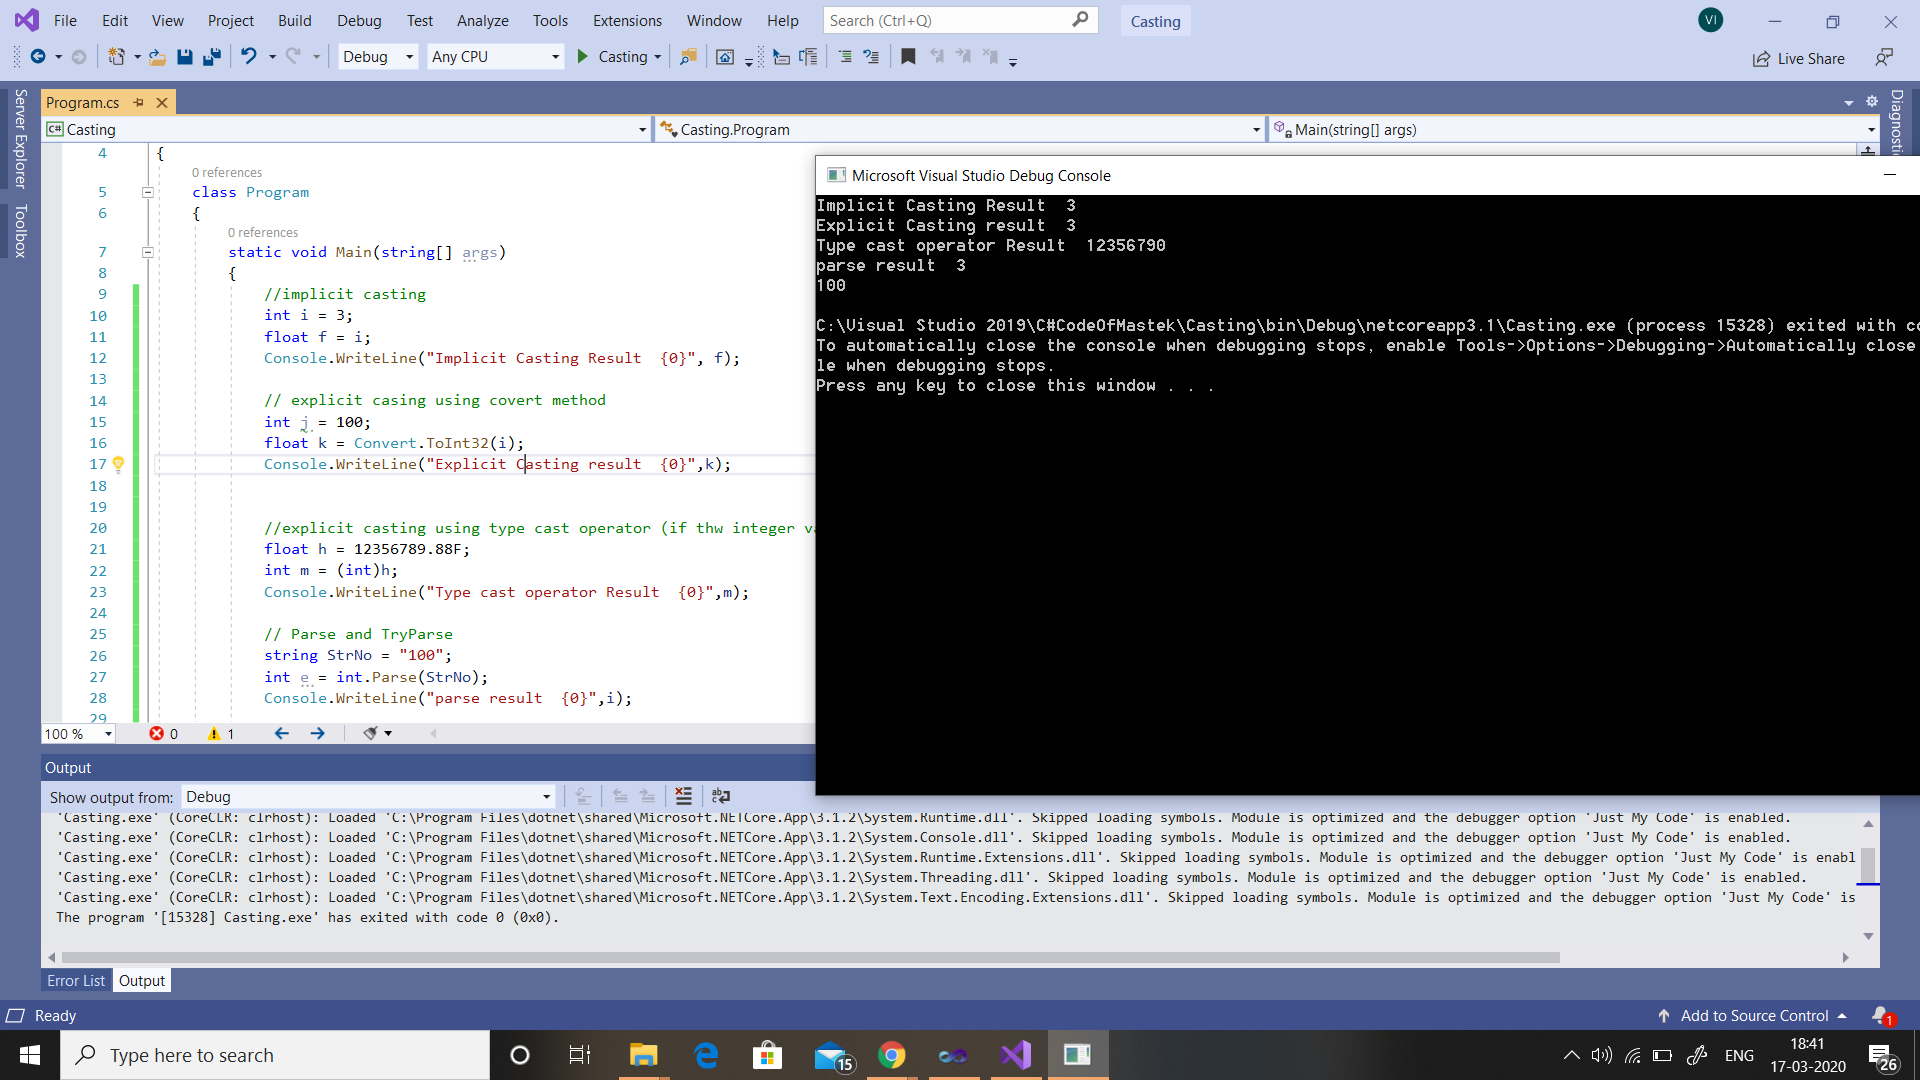 File Edit View Project Build Debug Test Analyze Tools Extensions Window Help Search (Ctrl+Q) Casting VI
Debug Any CPU Casting Live Share
Server Explorer
Toolbox
Program.cs
C# Casting Casting.Program Main(string[] args)
4 {
0 references
5 class Program
6 {
0 references
7 static void Main(string[] args)
8 {
9 //implicit casting
10 int i = 3;
11 float f = i;
12 Console.WriteLine("Implicit Casting Result  {0}", f);
13
14 // explicit casing using covert method
15 int j = 100;
16 float k = Convert.ToInt32(i);
17 Console.WriteLine("Explicit Casting result  {0}",k);
18
19
20 //explicit casting using type cast operator (if thw integer
21 float h = 12356789.88F;
22 int m = (int)h;
23 Console.WriteLine("Type cast operator Result  {0}",m);
24
25 // Parse and TryParse
26 string StrNo = "100";
27 int e = int.Parse(StrNo);
28 Console.WriteLine("parse result  {0}",i);
29
100 % 0 1
Microsoft Visual Studio Debug Console
Implicit Casting Result  3
Explicit Casting result  3
Type cast operator Result  12356790
parse result  3
100
C:\Visual Studio 2019\C#CodeOfMastek\Casting\bin\Debug\netcoreapp3.1\Casting.exe (process 15328) exited with
To automatically close the console when debugging stops, enable Tools->Options->Debugging->Automatically close
le when debugging stops.
Press any key to close this window . . .
Output
Show output from: Debug
'Casting.exe' (CoreCLR: clrhost): Loaded 'C:\Program Files\dotnet\shared\Microsoft.NETCore.App\3.1.2\System.Runtime.dll'. Skipped loading symbols. Module is optimized and the debugger option 'Just My Code' is enabled.
'Casting.exe' (CoreCLR: clrhost): Loaded 'C:\Program Files\dotnet\shared\Microsoft.NETCore.App\3.1.2\System.Console.dll'. Skipped loading symbols. Module is optimized and the debugger option 'Just My Code' is enabled.
'Casting.exe' (CoreCLR: clrhost): Loaded 'C:\Program Files\dotnet\shared\Microsoft.NETCore.App\3.1.2\System.Runtime.Extensions.dll'. Skipped loading symbols. Module is optimized and the debugger option 'Just My Code' is enabl
'Casting.exe' (CoreCLR: clrhost): Loaded 'C:\Program Files\dotnet\shared\Microsoft.NETCore.App\3.1.2\System.Threading.dll'. Skipped loading symbols. Module is optimized and the debugger option 'Just My Code' is enabled.
'Casting.exe' (CoreCLR: clrhost): Loaded 'C:\Program Files\dotnet\shared\Microsoft.NETCore.App\3.1.2\System.Text.Encoding.Extensions.dll'. Skipped loading symbols. Module is optimized and the debugger option 'Just My Code' is
The program '[15328] Casting.exe' has exited with code 0 (0x0).
Error List Output
Ready Add to Source Control 1
Type here to search 15 ENG 18:41
17-03-2020 26